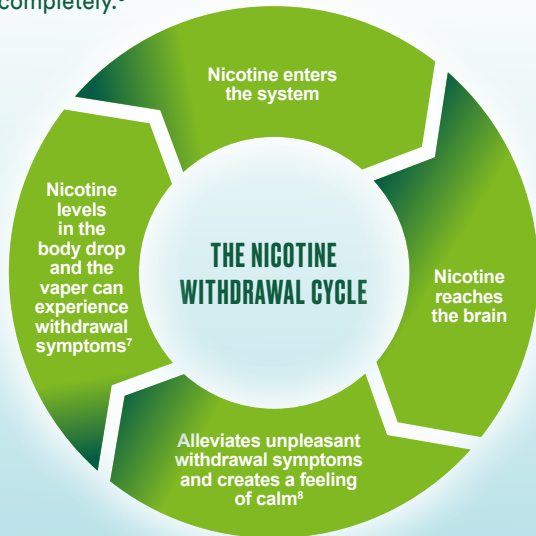 completely.⁶
Nicotine enters
the system
Nicotine
reaches
the brain
Alleviates unpleasant
withdrawal symptoms
and creates a feeling
of calm⁸
Nicotine
levels
in the
body drop
and the
vaper can
experience
withdrawal
symptoms⁷
THE NICOTINE
WITHDRAWAL CYCLE